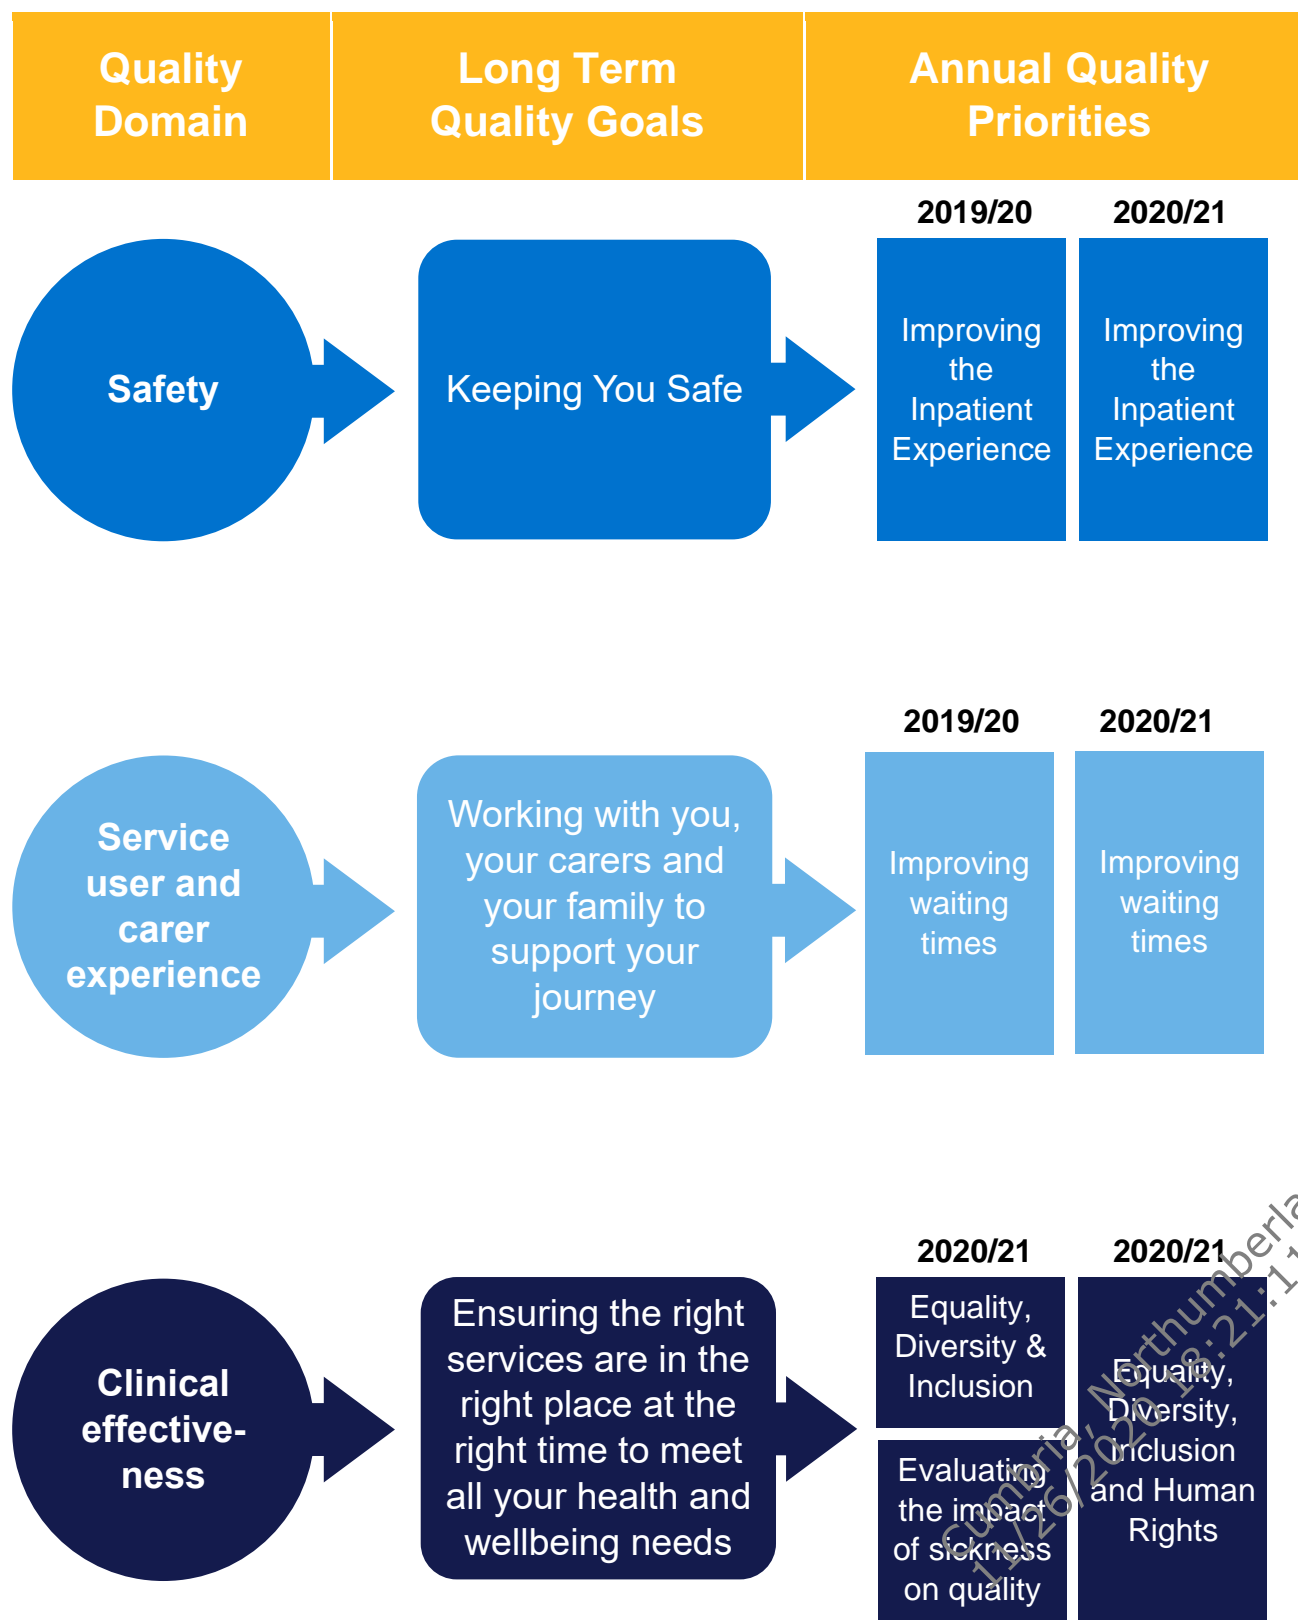 Quality
Domain
Long Term
Quality Goals
Annual Quality
Priorities
2019/20
2020/21
Safety
Keeping You Safe
Improving
the
Inpatient
Experience
Improving
the
Inpatient
Experience
2019/20
2020/21
Service
user and
carer
experience
Working with you,
your carers and
your family to
support your
journey
Improving
waiting
times
Improving
waiting
times
2020/21
2020/21
Clinical
effective-
ness
Ensuring the right
services are in the
right place at the
right time to meet
all your health and
wellbeing needs
Equality,
Diversity &
Inclusion
Evaluating
the impact
of sickness
on quality
Equality,
Diversity,
Inclusion
and Human
Rights
Cumbria, Northumberla
11/26/2020 18:21:11